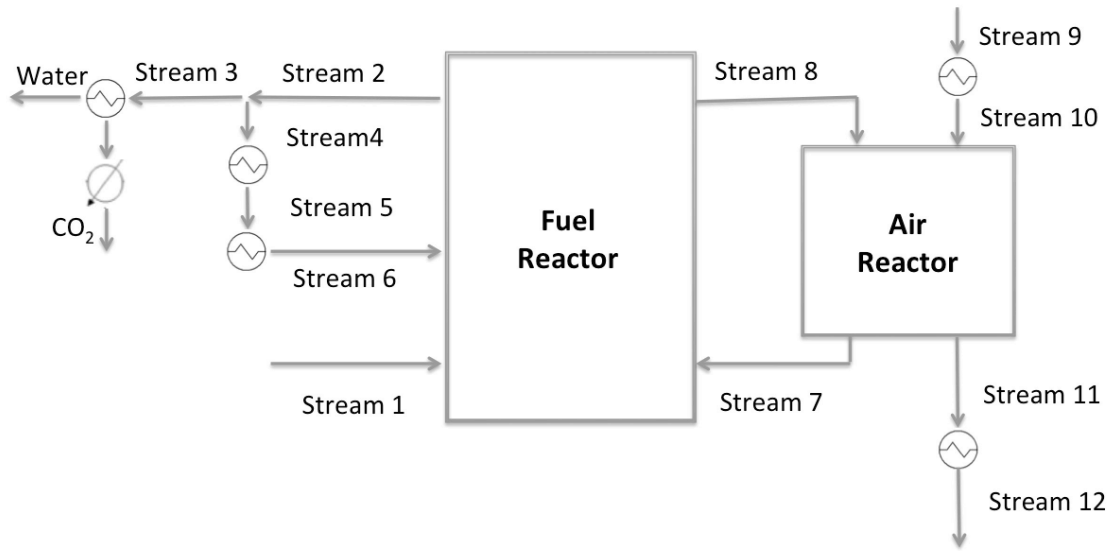 Stream 9
Water
Stream 3
Stream 2
Stream 8
Stream 10
Stream4
Stream 5
CO₂
Fuel
Reactor
Air
Reactor
Stream 6
Stream 1
Stream 7
Stream 11
Stream 12